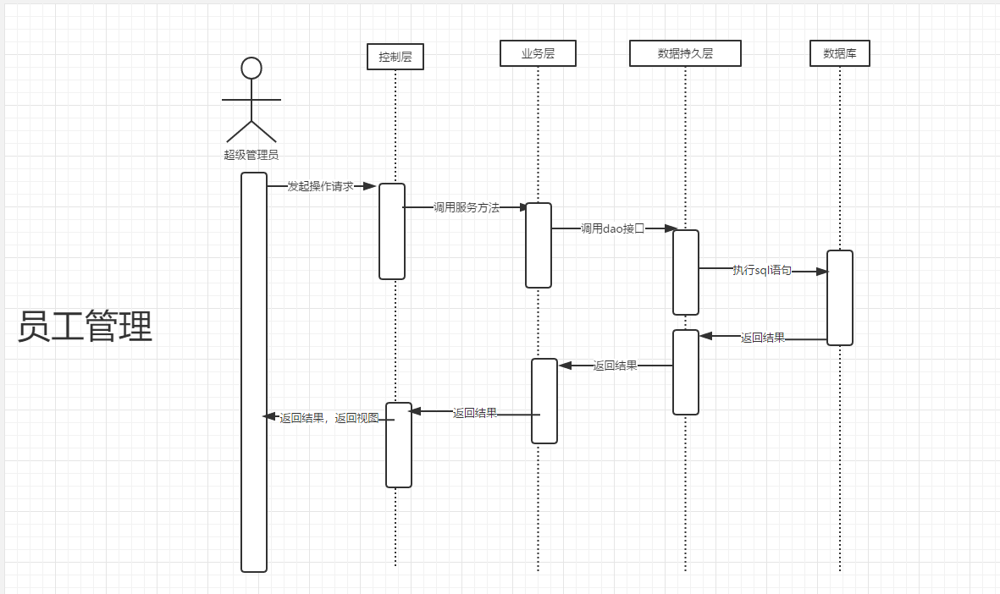 控制层
业务层
数据持久层
数据库
超级管理员
发起操作请求
调用服务方法
调用dao接口
执行sql语句
员工管理
返回结果
返回结果
返回结果
返回结果，返回视图